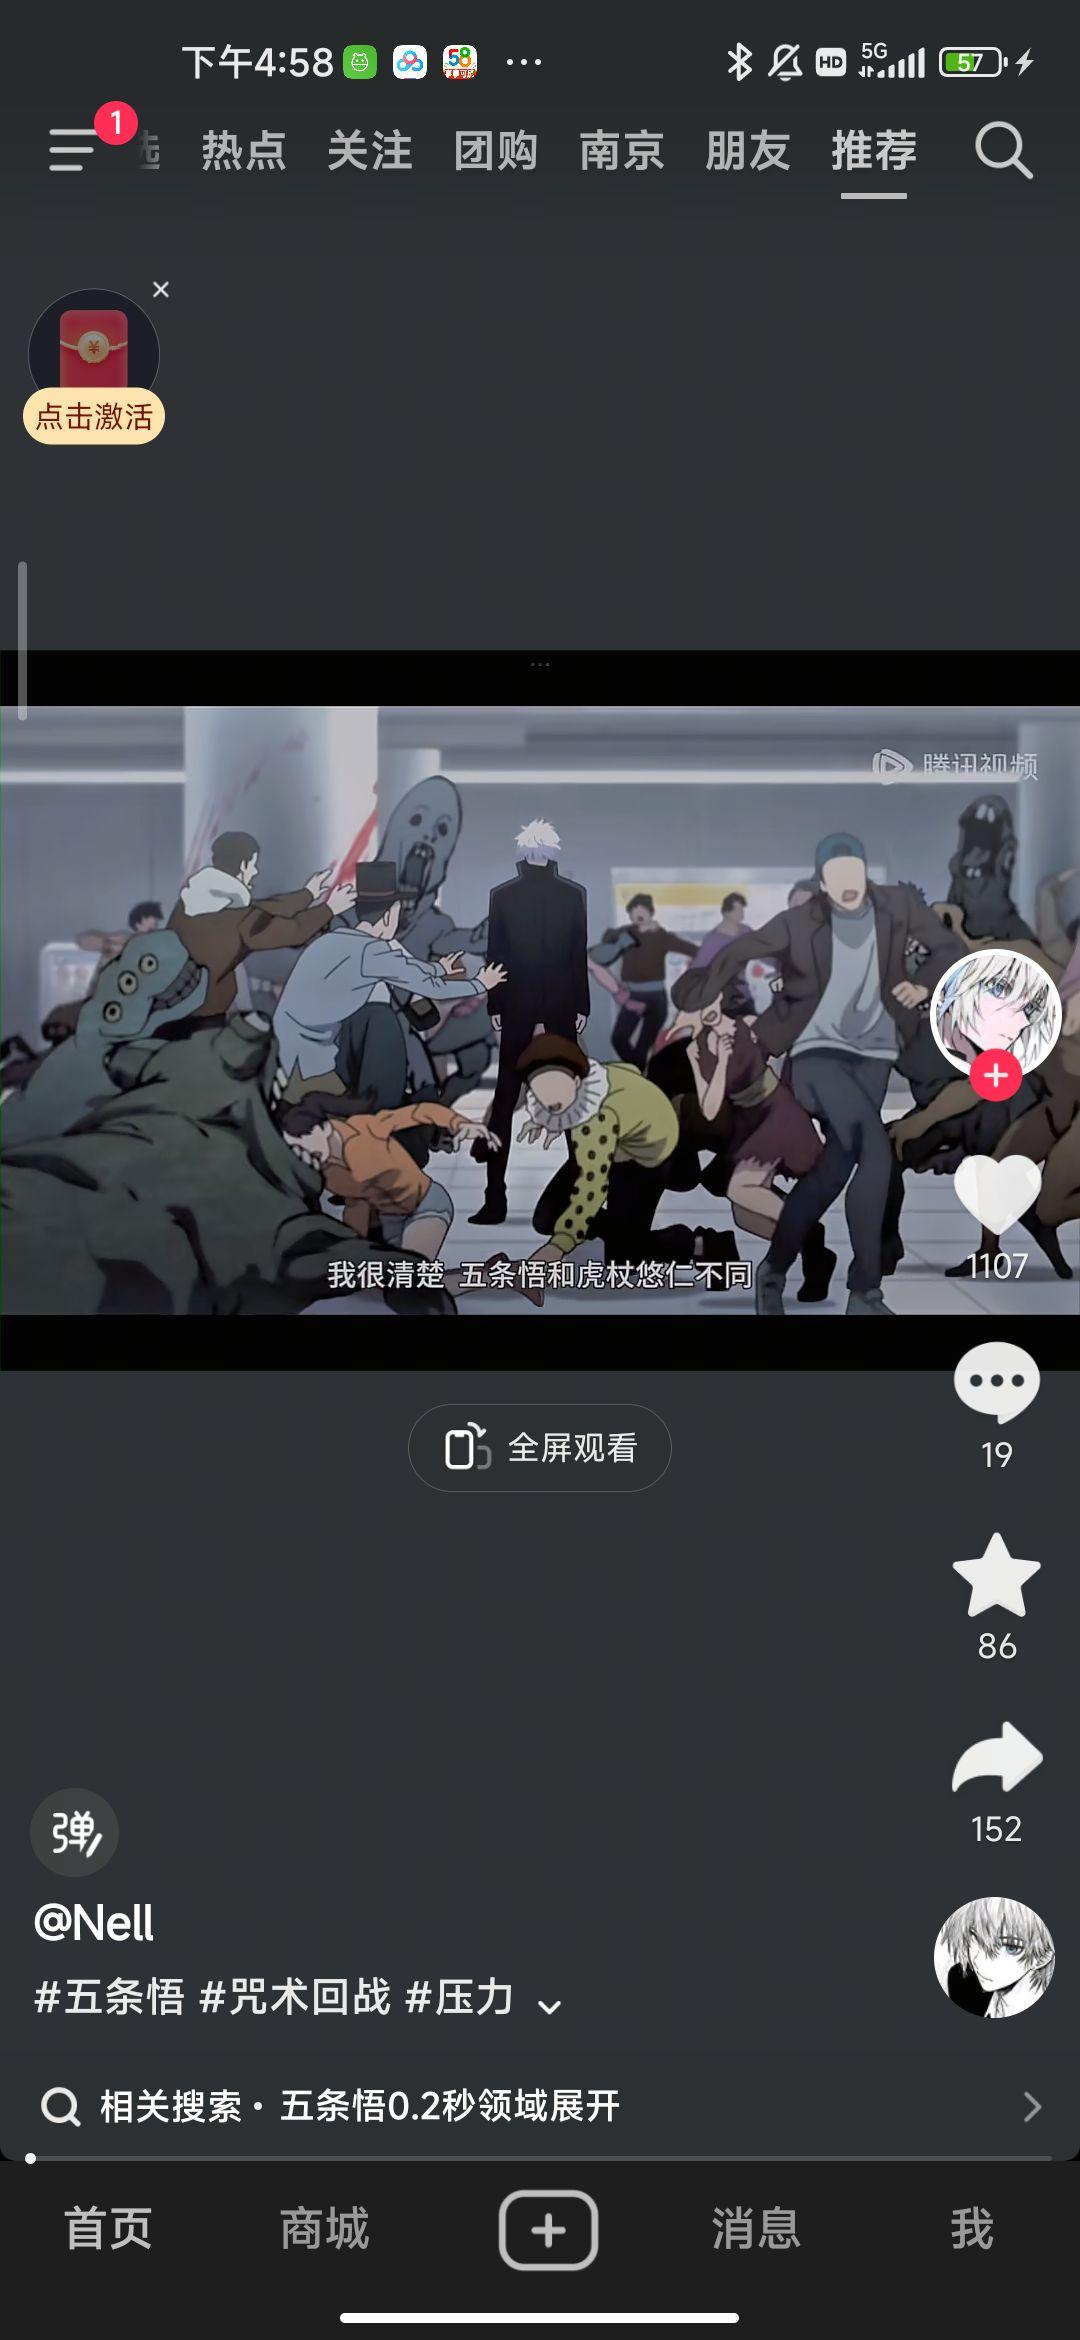 下午4:58
58
HD
5G
57
1
选 热点 关注 团购 南京 朋友 推荐
点击激活
腾讯视频
我很清楚 五条悟和虎杖悠仁不同
1107
全屏观看
19
86
152
弹
@Nell
#五条悟 #咒术回战 #压力
相关搜索· 五条悟0.2秒领域展开
首页 商城 消息 我